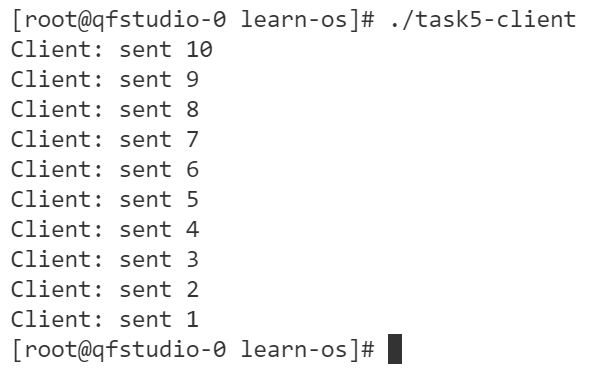 [root@qfstudio-0 learn-os]# ./task5-client
Client: sent 10
Client: sent 9
Client: sent 8
Client: sent 7
Client: sent 6
Client: sent 5
Client: sent 4
Client: sent 3
Client: sent 2
Client: sent 1
[root@qfstudio-0 learn-os]#